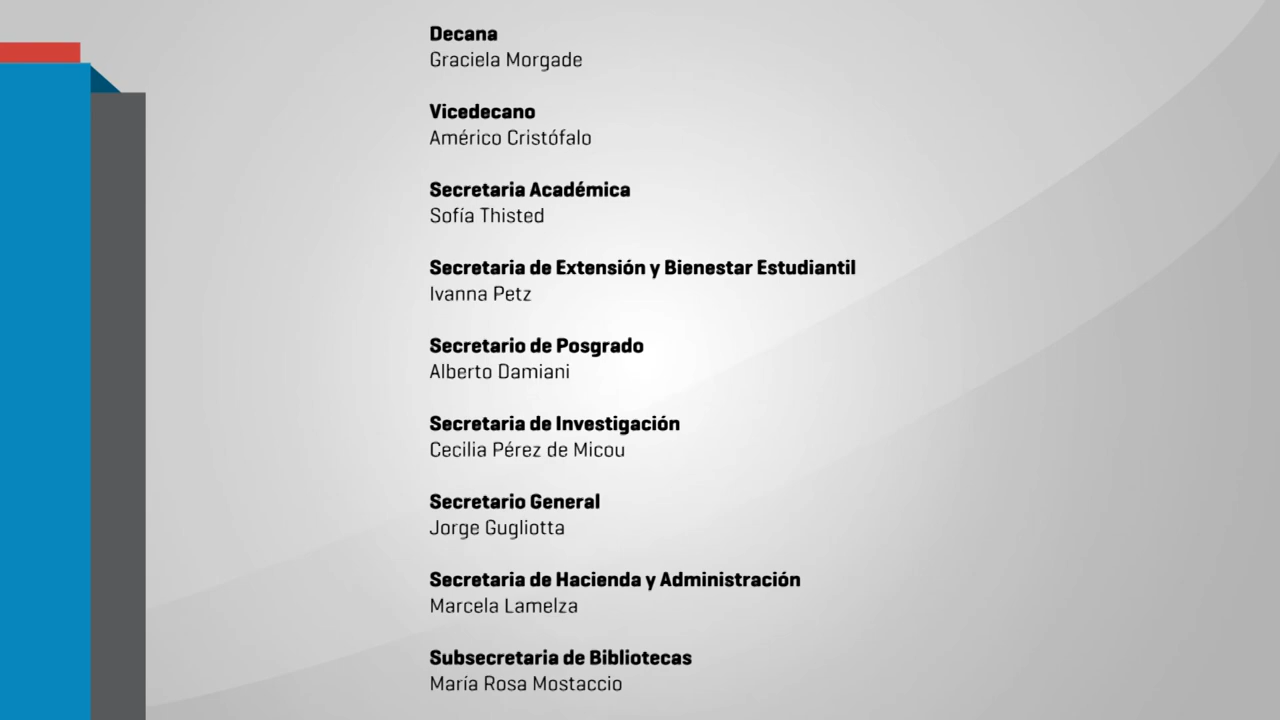 Decana
Graciela Morgade
Vicedecano
Américo Cristófalo
Secretaria Académica
Sofía Thisted
Secretaria de Extensión y Bienestar Estudiantil
Ivanna Petz
Secretario de Posgrado
Alberto Damiani
Secretaria de Investigación
Cecilia Pérez de Micou
Secretario General
Jorge Gugliotta
Secretaria de Hacienda y Administración
Marcela Lamelza
Subsecretaria de Bibliotecas
María Rosa Mostaccio